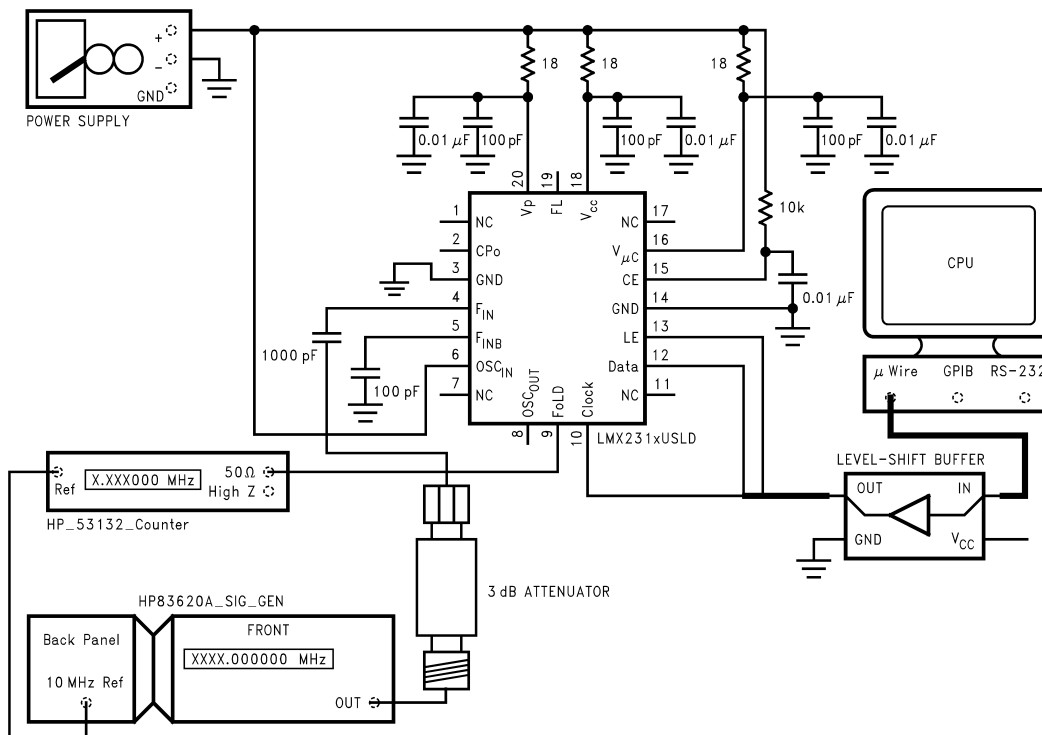 +
-
GND
POWER SUPPLY
18
18
18
0.01 μF
100 pF
100 pF
0.01 μF
100 pF
0.01 μF
20
19
18
Vp
FL
Vcc
1
NC
2
CPo
3
GND
4
FIN
5
FINB
6
OSCIN
7
NC
NC
17
VμC
16
CE
15
GND
14
LE
13
Data
12
NC
11
OSCOUT
FoLD
Clock
8
9
10
LMX231xUSLD
10k
0.01 μF
1000 pF
100 pF
CPU
μ Wire
GPIB
RS-232
LEVEL-SHIFT BUFFER
OUT
IN
GND
VCC
Ref
X.XXX000 MHz
50Ω
High Z
HP_53132_Counter
3 dB ATTENUATOR
HP83620A_SIG_GEN
Back Panel
10 MHz Ref
FRONT
XXXX.000000 MHz
OUT